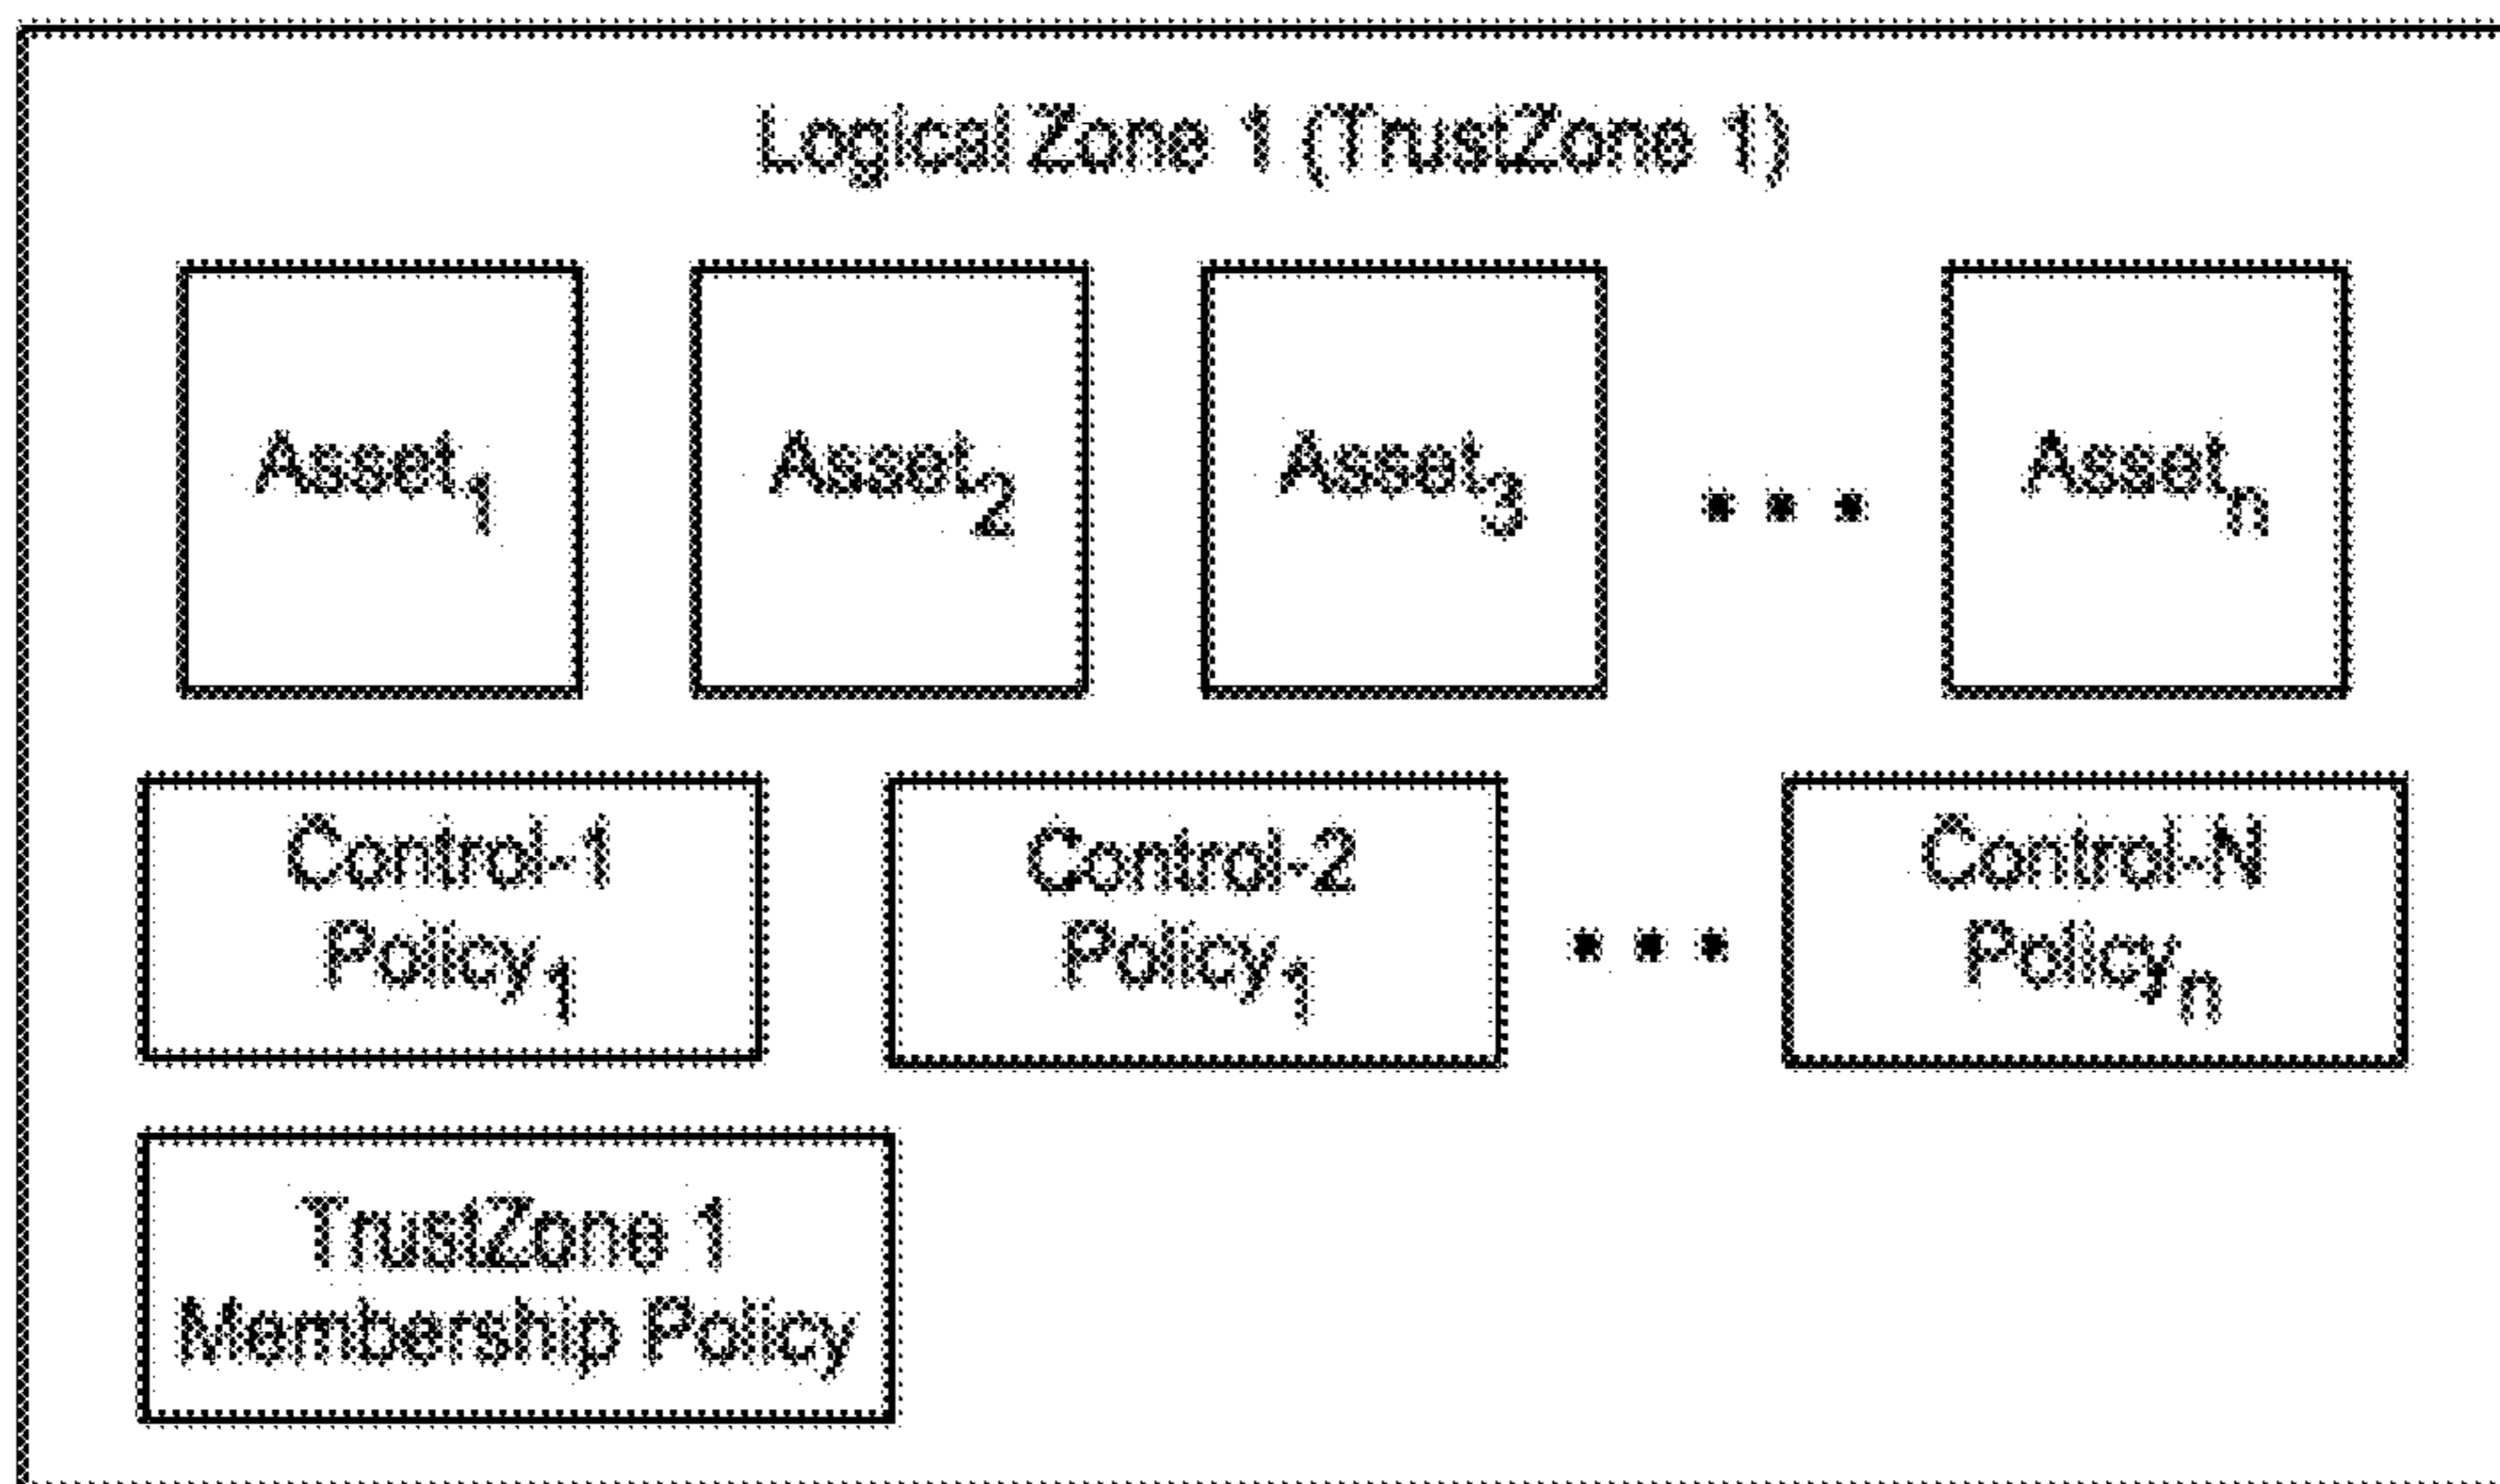 Logical Zone 1 (TrustZone 1)
Asset1
Asset2
Asset3
Assetn
Control-1
Policy1
Control-2
Policy1
Control-N
Policyn
TrustZone 1
Membership Policy